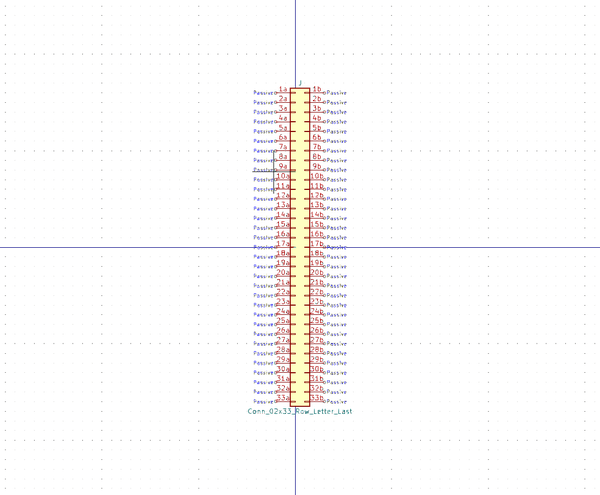 J
Passive 1a 1b Passive
Passive 2a 2b Passive
Passive 3a 3b Passive
Passive 4a 4b Passive
Passive 5a 5b Passive
Passive 6a 6b Passive
Passive 7a 7b Passive
Passive 8a 8b Passive
Passive 9a 9b Passive
Passive 10a 10b Passive
Passive 11a 11b Passive
Passive 12a 12b Passive
Passive 13a 13b Passive
Passive 14a 14b Passive
Passive 15a 15b Passive
Passive 16a 16b Passive
Passive 17a 17b Passive
Passive 18a 18b Passive
Passive 19a 19b Passive
Passive 20a 20b Passive
Passive 21a 21b Passive
Passive 22a 22b Passive
Passive 23a 23b Passive
Passive 24a 24b Passive
Passive 25a 25b Passive
Passive 26a 26b Passive
Passive 27a 27b Passive
Passive 28a 28b Passive
Passive 29a 29b Passive
Passive 30a 30b Passive
Passive 31a 31b Passive
Passive 32a 32b Passive
Passive 33a 33b Passive
Conn_02x33_Row_Letter_Last